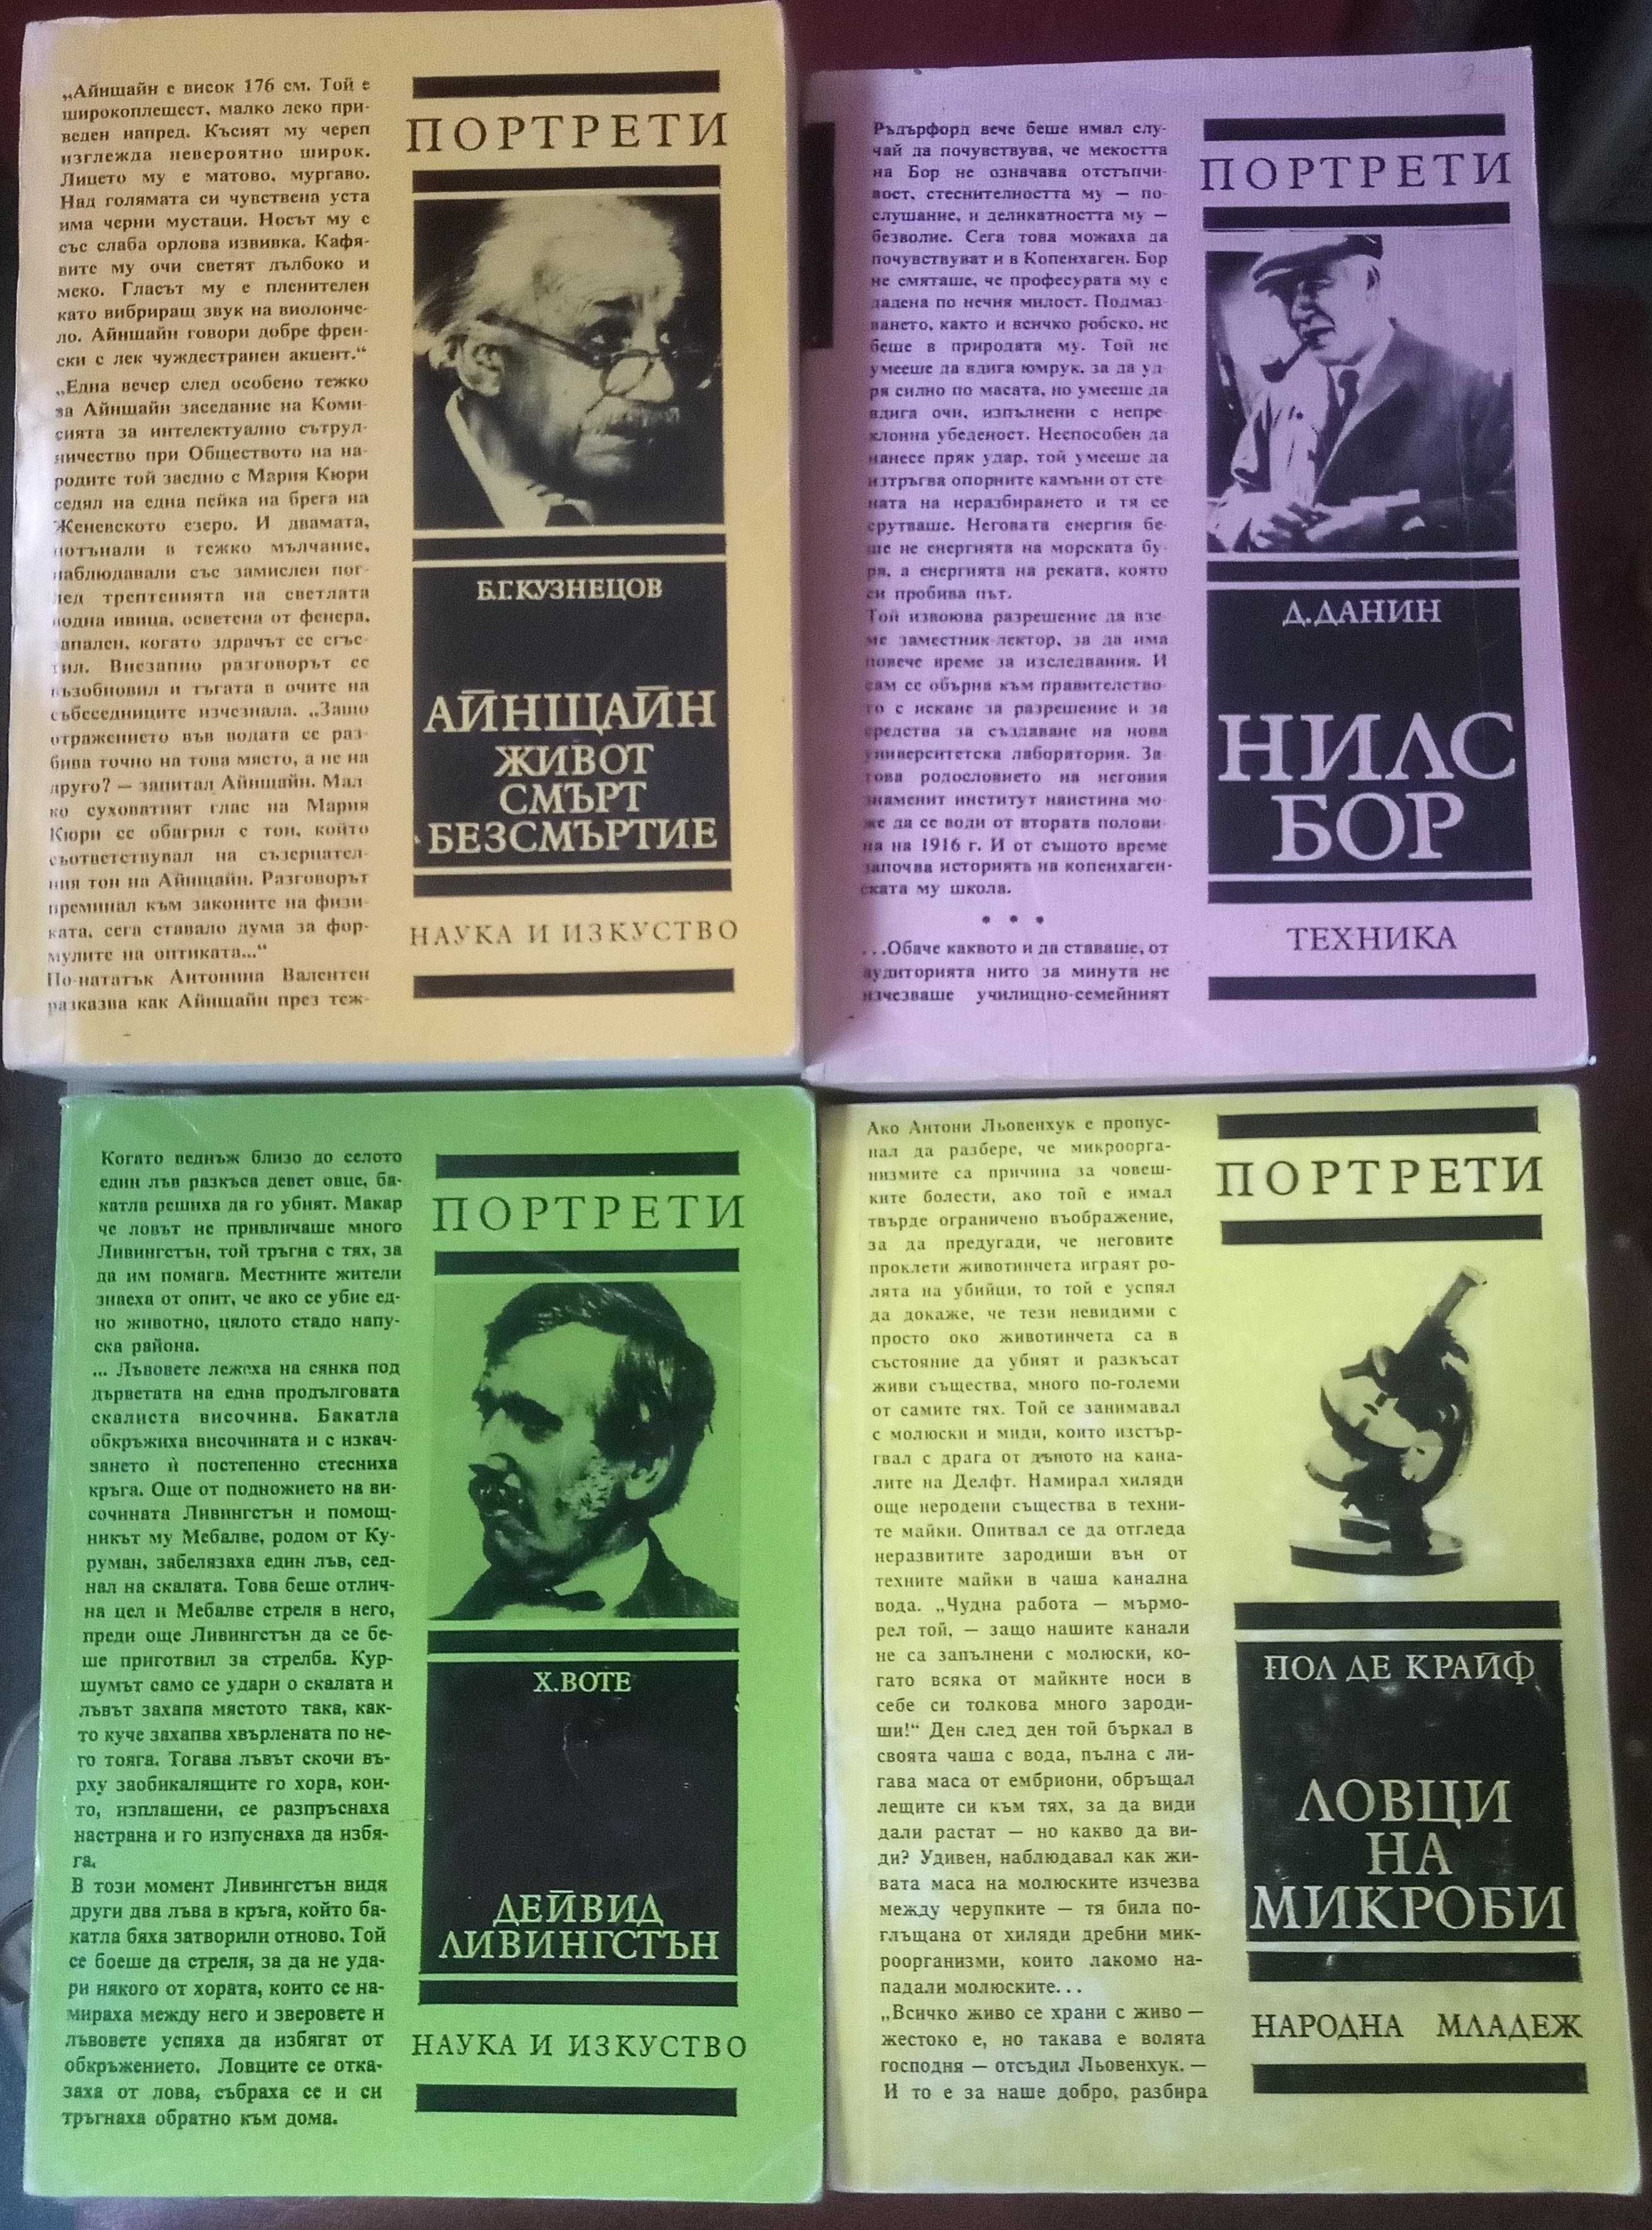 „Айнщайн е висок 176 см. Той е
широкоплещест, малко леко при-
веден напред. Късият му череп
изглежда невероятно широк.
Лицето му е матово, мургаво.
Над голямата си чувствена уста
има черни мустаци. Носът му е
със слаба орлова извивка. Кафя-
вите му очи светят дълбоко и
меко. Гласът му е пленителен
като вибриращ звук на виолонче-
ло. Айнщайн говори добре френ-
ски с лек чуждестранен акцент.“
„Една вечер след особено тежко
за Айнщайн заседание на Коми-
сията за интелектуално сътруд-
ничество при Обществото на на-
родите той заедно с Мария Кюри
седял на една пейка на брега на
Женевското езеро. И двамата,
потънали в тежко мълчание,
наблюдавали със замислен пог-
лед трептенията на светлата
водна ивица, осветена от фенера,
запален, когато здрачът се сгъс-
тил. Внезапно разговорът се
възобновил и тъгата в очите на
събеседниците изчезнала. „Защо
отражението във водата се раз-
бива точно на това място, а не на
друго? — запитал Айнщайн. Мал-
ко суховатият глас на Мария
Кюри се обагрил с тон, който
съответствувал на съзерцател-
ния тон на Айнщайн. Разговорът
преминал към законите на физи-
ката, сега ставало дума за фор-
мулите на оптиката...“
По-нататък Антонина Валентен
разказва как Айнщайн през теж-
ПОРТРЕТИ
Б.Г.КУЗНЕЦОВ
АЙНЩАЙН
ЖИВОТ
СМЪРТ
БЕЗСМЪРТИЕ
НАУКА И ИЗКУСТВО
Ръдърфорд вече беше имал слу-
чай да почувствува, че мекостта
на Бор не означава отстъпчи-
вост, стеснителността му — по-
слушание, и деликатността му —
безволие. Сега това можаха да
почувствуват и в Копенхаген. Бор
не смяташе, че професурата му е
дадена по нечия милост. Подмаз
ването, както и всичко робско, не
беше в природата му. Той не
умееше да вдига юмрук, за да уд
ря силно по масата, но умееше да
вдига очи, изпълнени с непре
клонна убеденост. Неспособен да
нанесе пряк удар, той умееше да
изтръгва опорните камъни от сте
ната на неразбирането и тя се
срутваше. Неговата енергия бе-
ше не енергията на морската бу-
ря, а енергията на реката, която
си пробива път.
Той извоюва разрешение да взе-
ме заместник-лектор, за да има
повече време за изследвания. И
сам се обърна към правителство-
то с искане за разрешение и за
средства за създаване на нова
университетска лаборатория. За-
това родословието на неговия
знаменит институт наистина мо-
же да се води от втората полови-
на на 1916 г. И от същото време
започва историята на копенхаген-
ската му школа.
• • •
...Обаче каквото и да ставаше, от
аудиторията нито за минута не
изчезваше училищно-семейният
ПОРТРЕТИ
Д.ДАНИН
НИЛС
БОР
ТЕХНИКА
Когато веднъж близо до селото
един лъв разкъса девет овце, ба-
катла решиха да го убият. Макар
че ловът не привличаше много
Ливингстън, той тръгна с тях, за
да им помага. Местните жители
знаеха от опит, че ако се убие ед-
но животно, цялото стадо напу-
ска района.
... Лъвовете лежеха на сянка под
дърветата на една продълговата
скалиста височина. Бакатла
обкръжиха височината и с изкач-
ването ѝ постепенно стесниха
кръга. Още от подножието на ви-
сочината Ливингстън и помощ-
никът му Мебалве, родом от Ку-
руман, забелязаха един лъв, сед-
нал на скалата. Това беше отлич-
на цел и Мебалве стреля в него,
преди още Ливингстън да се бе-
ше приготвил за стрелба. Кур-
шумът само се удари о скалата и
лъвът захапа мястото така, как-
то куче захапва хвърлената по не-
го тояга. Тогава лъвът скочи въ-
рху заобикалящите го хора, кои-
то, изплашени, се разпръснаха
настрана и го изпуснаха да избя-
га.
В този момент Ливингстън видя
други два лъва в кръга, който ба-
катла бяха затворили отново. Той
се боеше да стреля, за да не уда-
ри някого от хората, които се на-
мираха между него и зверовете и
лъвовете успяха да избягат от
обкръжението. Ловците се отка-
заха от лова, събраха се и си
тръгнаха обратно към дома.
ПОРТРЕТИ
Х.ВОТЕ
ДЕЙВИД
ЛИВИНГСТЪН
НАУКА И ИЗКУСТВО
Ако Антони Льовенхук е пропус-
нал да разбере, че микроорга-
низмите са причина за човеш-
ките болести, ако той е имал
твърде ограничено въображение,
за да предугади, че неговите
проклети животинчета играят ро-
лята на убийци, то той е успял
да докаже, че тези невидими с
просто око животинчета са в
състояние да убият и разкъсат
живи същества, много по-големи
от самите тях. Той се занимавал
с молюски и миди, които изстър-
гвал с драга от дъното на кана-
лите на Делфт. Намирал хиляди
още неродени същества в техни-
те майки. Опитвал се да отгледа
неразвитите зародиши вън от
техните майки в чаша канална
вода. „Чудна работа — мърмо-
рел той, — защо нашите канали
не са запълнени с молюски, ко-
гато всяка от майките носи в
себе си толкова много зароди-
ши!“ Ден след ден той бъркал в
своята чаша с вода, пълна с ли-
гава маса от ембриони, обръщал
лещите си към тях, за да види
дали растат — но какво да ви-
ди? Удивен, наблюдавал как жи-
вата маса на молюските изчезва
между черупките — тя била по-
глъщана от хиляди дребни мик-
роорганизми, които лакомо на-
падали молюските...
„Всичко живо се храни с живо —
жестоко е, но такава е волята
господня — отсъдил Льовенхук. —
И то е за наше добро, разбира
ПОРТРЕТИ
ПОЛ ДЕ КРАЙФ
ЛОВЦИ
НА
МИКРОБИ
НАРОДНА МЛАДЕЖ